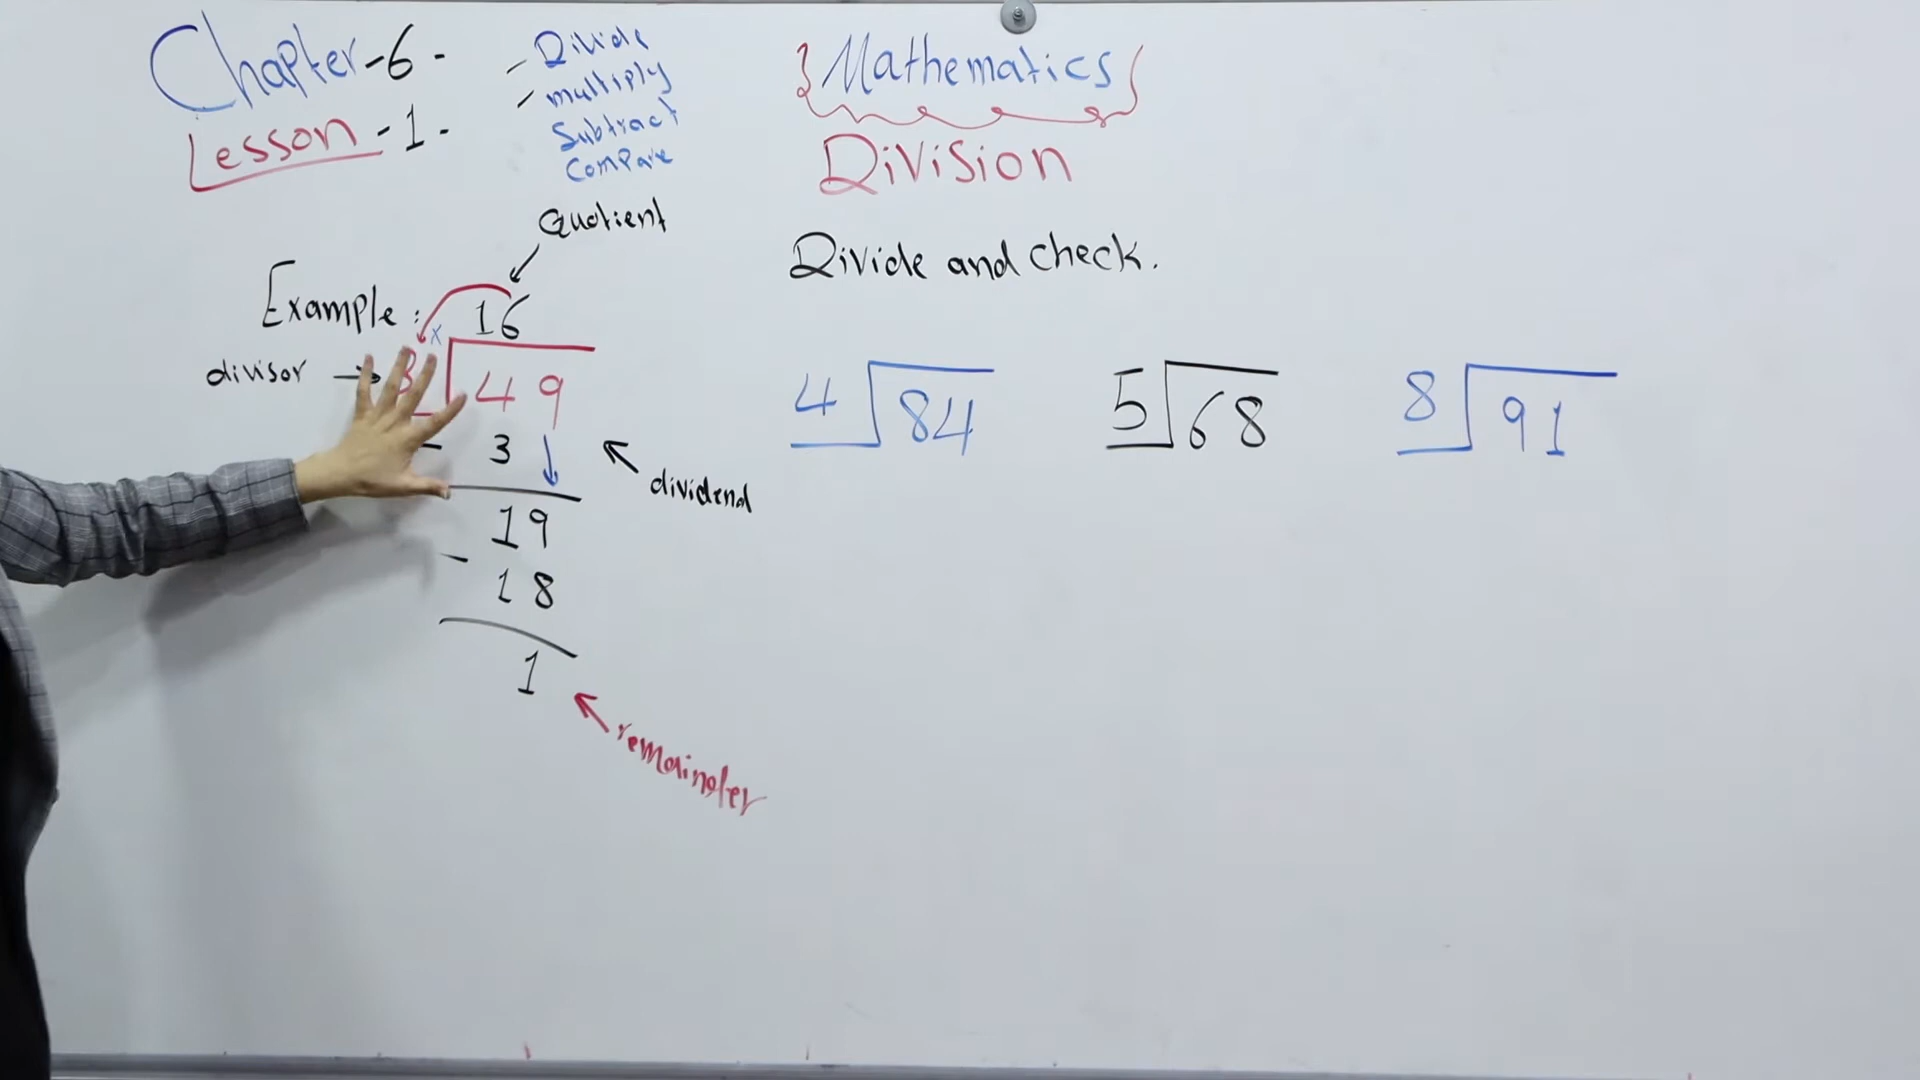 Chapter-6-
Lesson-1-
- Divide
- multiply
Subtract
Compare
Mathematics
Division
Quotient
Divide and check.
Example:
16
x
divisor → 3 49
- 3
dividend
19
- 18
1
remainder
4 84
5 68
8 91